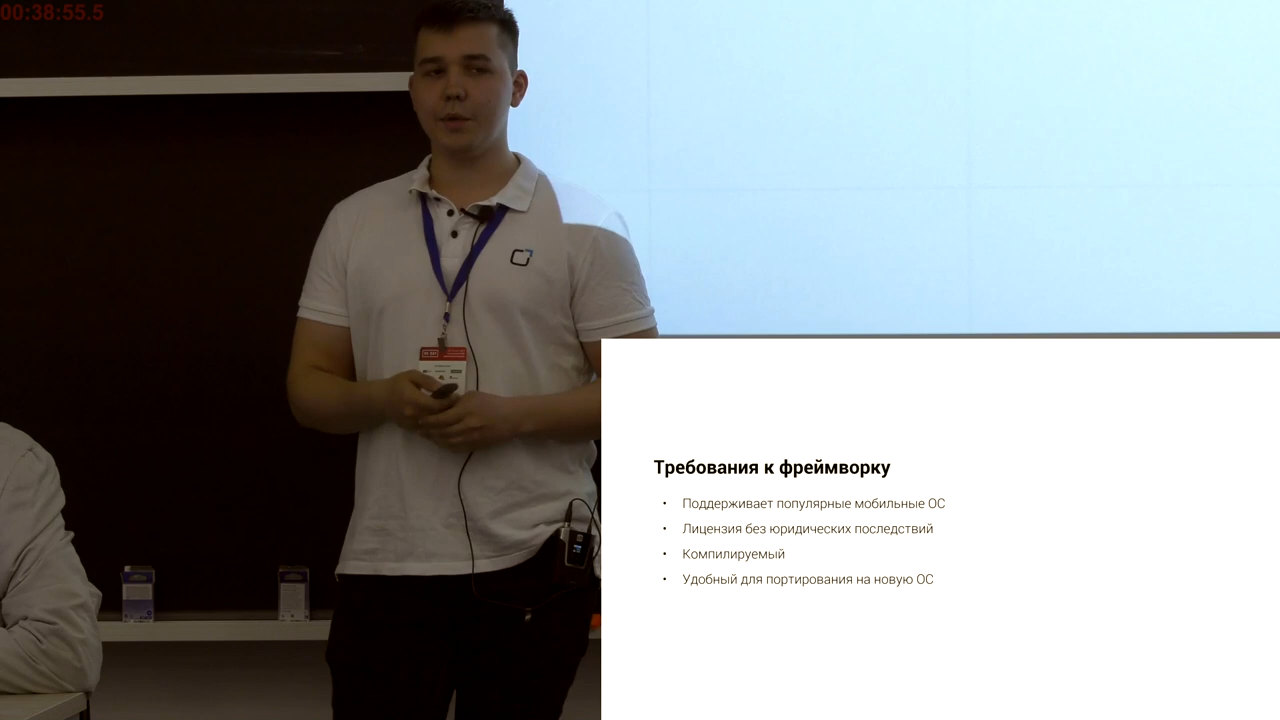 00:38:55.5
Требования к фреймворку
• Поддерживает популярные мобильные ОС
• Лицензия без юридических последствий
• Компилируемый
• Удобный для портирования на новую ОС